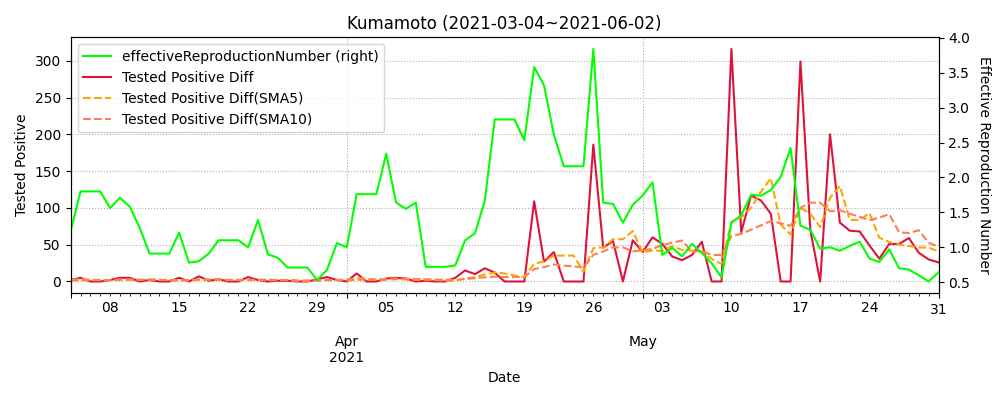 Kumamoto (2021-03-04~2021-06-02)
effectiveReproductionNumber (right)
Tested Positive Diff
Tested Positive Diff(SMA5)
Tested Positive Diff(SMA10)
Tested Positive
300
250
200
150
100
50
0
4.0
3.5
3.0
2.5
2.0
1.5
1.0
0.5
Effective Reproduction Number
08 15 22 29 05 12 19 26 03 10 17 24 31
Apr May
2021
Date